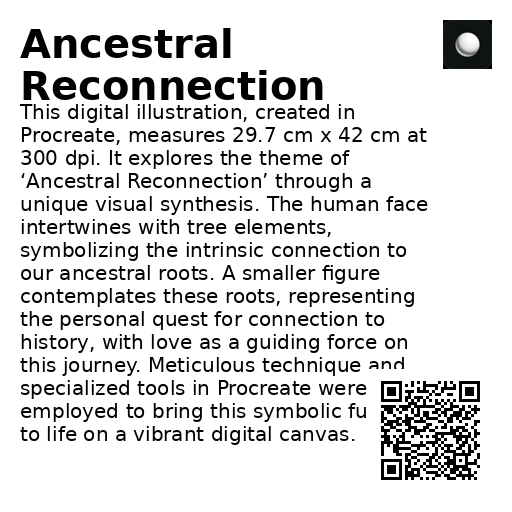 Ancestral
Reconnection
This digital illustration, created in
Procreate, measures 29.7 cm x 42 cm at
300 dpi. It explores the theme of
‘Ancestral Reconnection’ through a
unique visual synthesis. The human face
intertwines with tree elements,
symbolizing the intrinsic connection to
our ancestral roots. A smaller figure
contemplates these roots, representing
the personal quest for connection to
history, with love as a guiding force on
this journey. Meticulous technique and
specialized tools in Procreate were
employed to bring this symbolic fu
to life on a vibrant digital canvas.